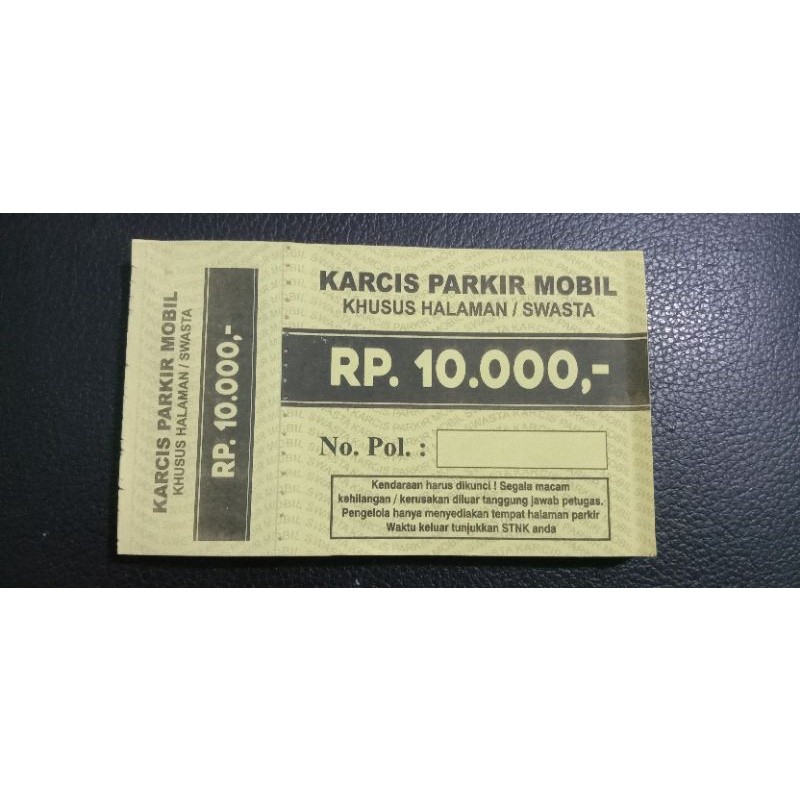 KARCIS PARKIR MOBIL
KHUSUS HALAMAN / SWASTA
RP. 10.000,-
KARCIS PARKIR MOBIL
KHUSUS HALAMAN / SWASTA
RP. 10.000,-
No. Pol. :
Kendaraan harus dikunci ! Segala macam
kehilangan / kerusakan diluar tanggung jawab petugas.
Pengelola hanya menyediakan tempat halaman parkir
Waktu keluar tunjukkan STNK anda